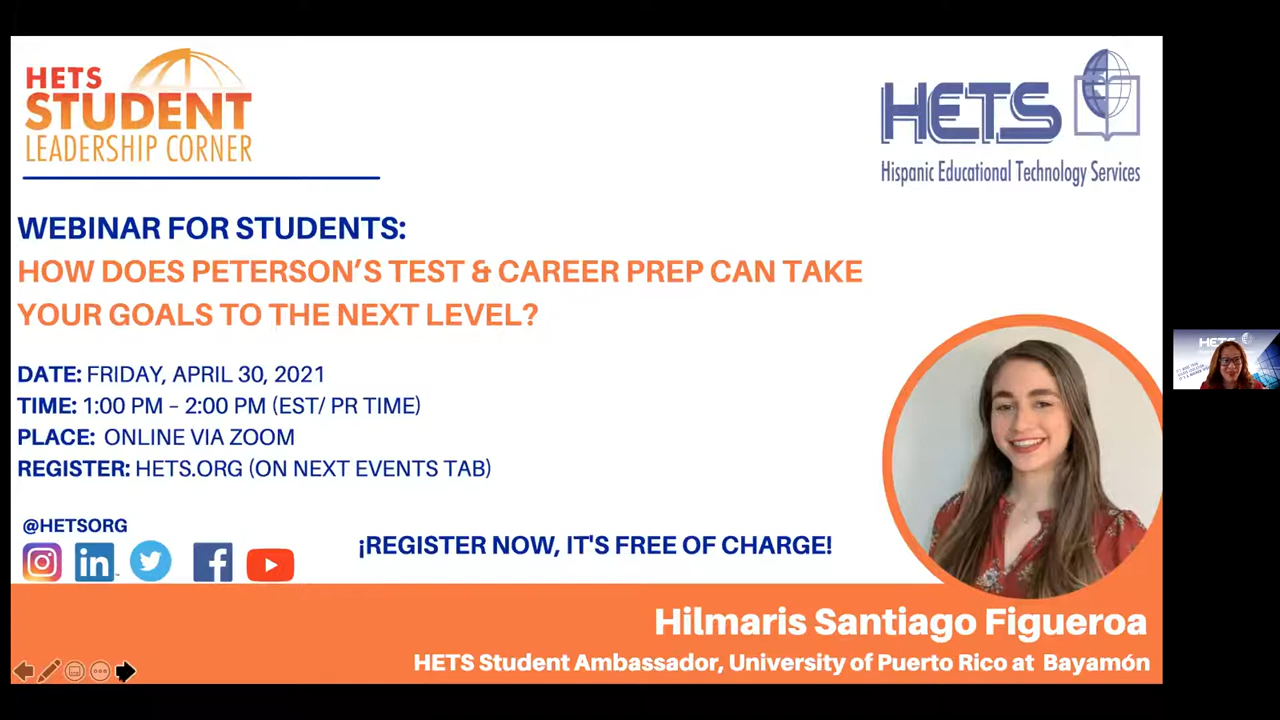 HETS
STUDENT
LEADERSHIP CORNER
HETS
Hispanic Educational Technology Services
WEBINAR FOR STUDENTS:
HOW DOES PETERSON'S TEST & CAREER PREP CAN TAKE
YOUR GOALS TO THE NEXT LEVEL?
DATE: FRIDAY, APRIL 30, 2021
TIME: 1:00 PM – 2:00 PM (EST/ PR TIME)
PLACE: ONLINE VIA ZOOM
REGISTER: HETS.ORG (ON NEXT EVENTS TAB)
@HETSORG
in
¡REGISTER NOW, IT'S FREE OF CHARGE!
Hilmaris Santiago Figueroa
HETS Student Ambassador, University of Puerto Rico at Bayamón
HETS